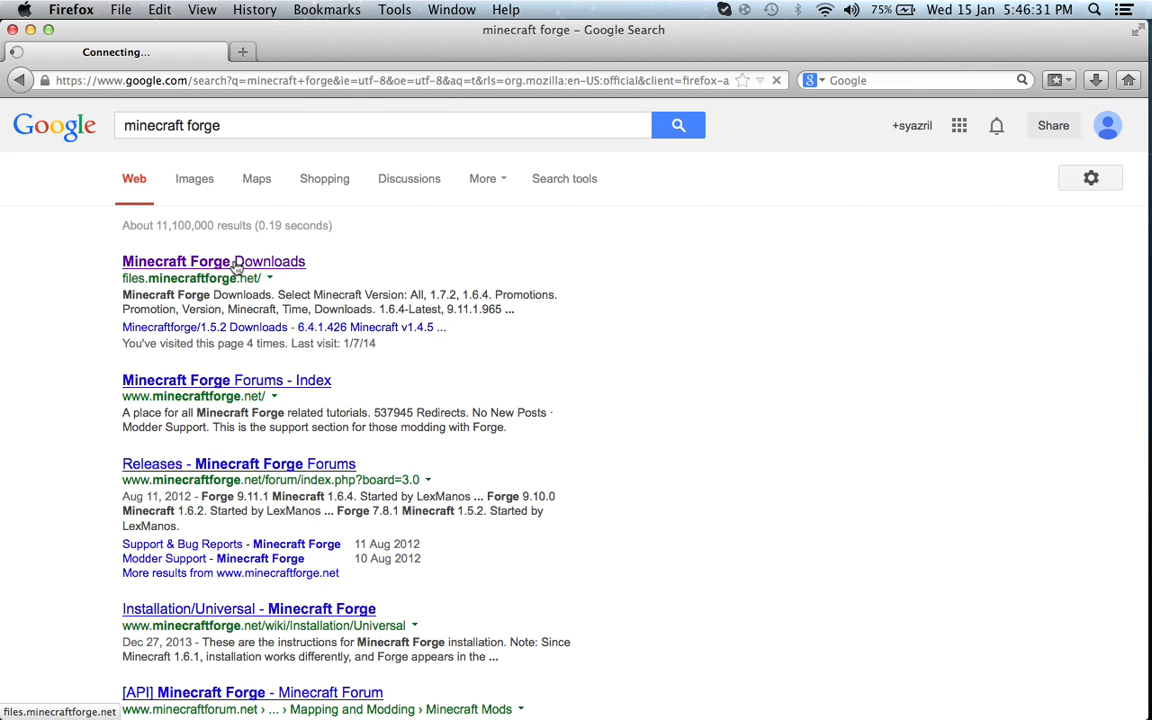 Firefox File Edit View History Bookmarks Tools Window Help 75% Wed 15 Jan 5:46:31 PM
minecraft forge – Google Search
Connecting...
https://www.google.com/search?q=minecraft+forge&ie=utf-8&oe=utf-8&aq=t&rls=org.mozilla:en-US:official&client=firefox-a Google
Google minecraft forge +syazril Share
Web Images Maps Shopping Discussions More Search tools
About 11,100,000 results (0.19 seconds)
Minecraft Forge Downloads
files.minecraftforge.net/
Minecraft Forge Downloads. Select Minecraft Version: All, 1.7.2, 1.6.4. Promotions.
Promotion, Version, Minecraft, Time, Downloads. 1.6.4-Latest, 9.11.1.965 ...
Minecraftforge/1.5.2 Downloads - 6.4.1.426 Minecraft v1.4.5 ...
You've visited this page 4 times. Last visit: 1/7/14
Minecraft Forge Forums - Index
www.minecraftforge.net/
A place for all Minecraft Forge related tutorials. 537945 Redirects. No New Posts ·
Modder Support. This is the support section for those modding with Forge.
Releases - Minecraft Forge Forums
www.minecraftforge.net/forum/index.php?board=3.0
Aug 11, 2012 - Forge 9.11.1 Minecraft 1.6.4. Started by LexManos ... Forge 9.10.0
Minecraft 1.6.2. Started by LexManos ... Forge 7.8.1 Minecraft 1.5.2. Started by
LexManos.
Support & Bug Reports - Minecraft Forge 11 Aug 2012
Modder Support - Minecraft Forge 10 Aug 2012
More results from www.minecraftforge.net
Installation/Universal - Minecraft Forge
www.minecraftforge.net/wiki/Installation/Universal
Dec 27, 2013 - These are the instructions for Minecraft Forge installation. Note: Since
Minecraft 1.6.1, installation works differently, and Forge appears in the ...
[API] Minecraft Forge - Minecraft Forum
files.minecraftforge.net www.minecraftforum.net › ... › Mapping and Modding › Minecraft Mods